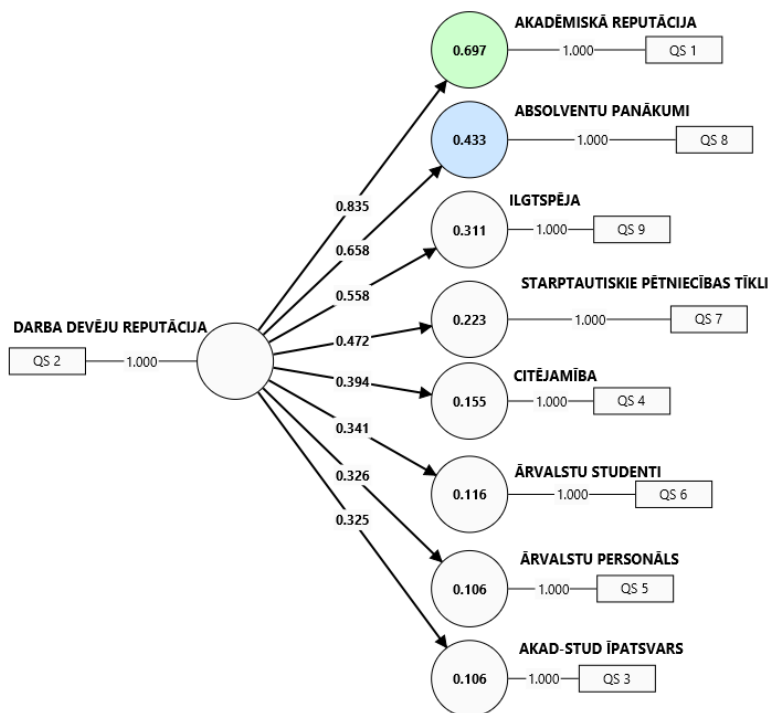 AKADĒMISKĀ REPUTĀCIJA
0.697
1.000
QS 1
ABSOLVENTU PANĀKUMI
0.433
1.000
QS 8
0.835
ILGTSPĒJA
0.311
1.000
QS 9
0.658
0.558
STARPTAUTISKIE PĒTNIECĪBAS TĪKLI
0.223
1.000
QS 7
DARBA DEVĒJU REPUTĀCIJA
QS 2
1.000
0.472
0.394
CITĒJAMĪBA
0.155
1.000
QS 4
0.341
ĀRVALSTU STUDENTI
0.116
1.000
QS 6
0.326
0.325
ĀRVALSTU PERSONĀLS
0.106
1.000
QS 5
AKAD-STUD ĪPATSVARS
0.106
1.000
QS 3